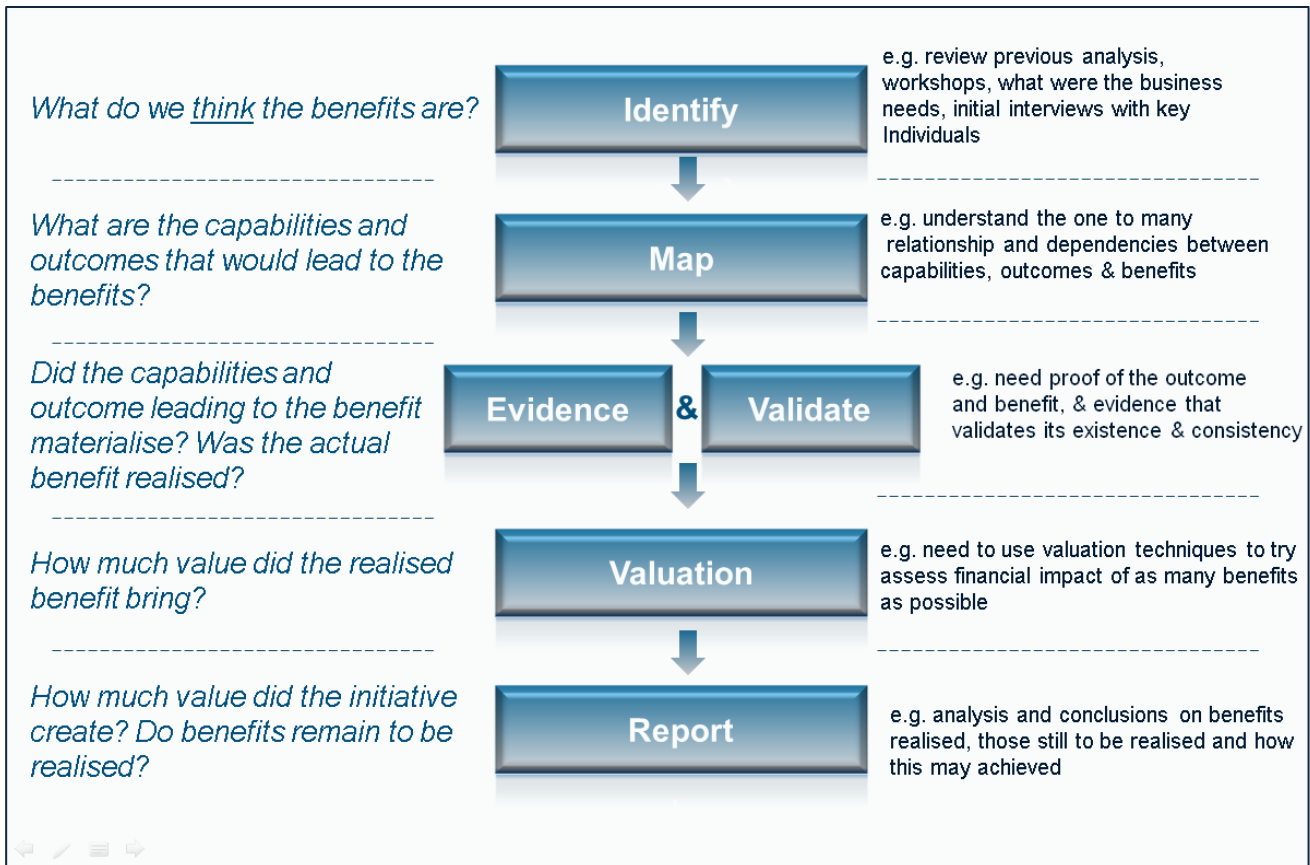 What do we think the benefits are?
Identify
e.g. review previous analysis,
workshops, what were the business
needs, initial interviews with key
Individuals
What are the capabilities and
outcomes that would lead to the
benefits?
Map
e.g. understand the one to many
relationship and dependencies between
capabilities, outcomes & benefits
Did the capabilities and
outcome leading to the benefit
materialise? Was the actual
benefit realised?
Evidence & Validate
e.g. need proof of the outcome
and benefit, & evidence that
validates its existence & consistency
How much value did the realised
benefit bring?
Valuation
e.g. need to use valuation techniques to try
assess financial impact of as many benefits
as possible
How much value did the initiative
create? Do benefits remain to be
realised?
Report
e.g. analysis and conclusions on benefits
realised, those still to be realised and how
this may achieved